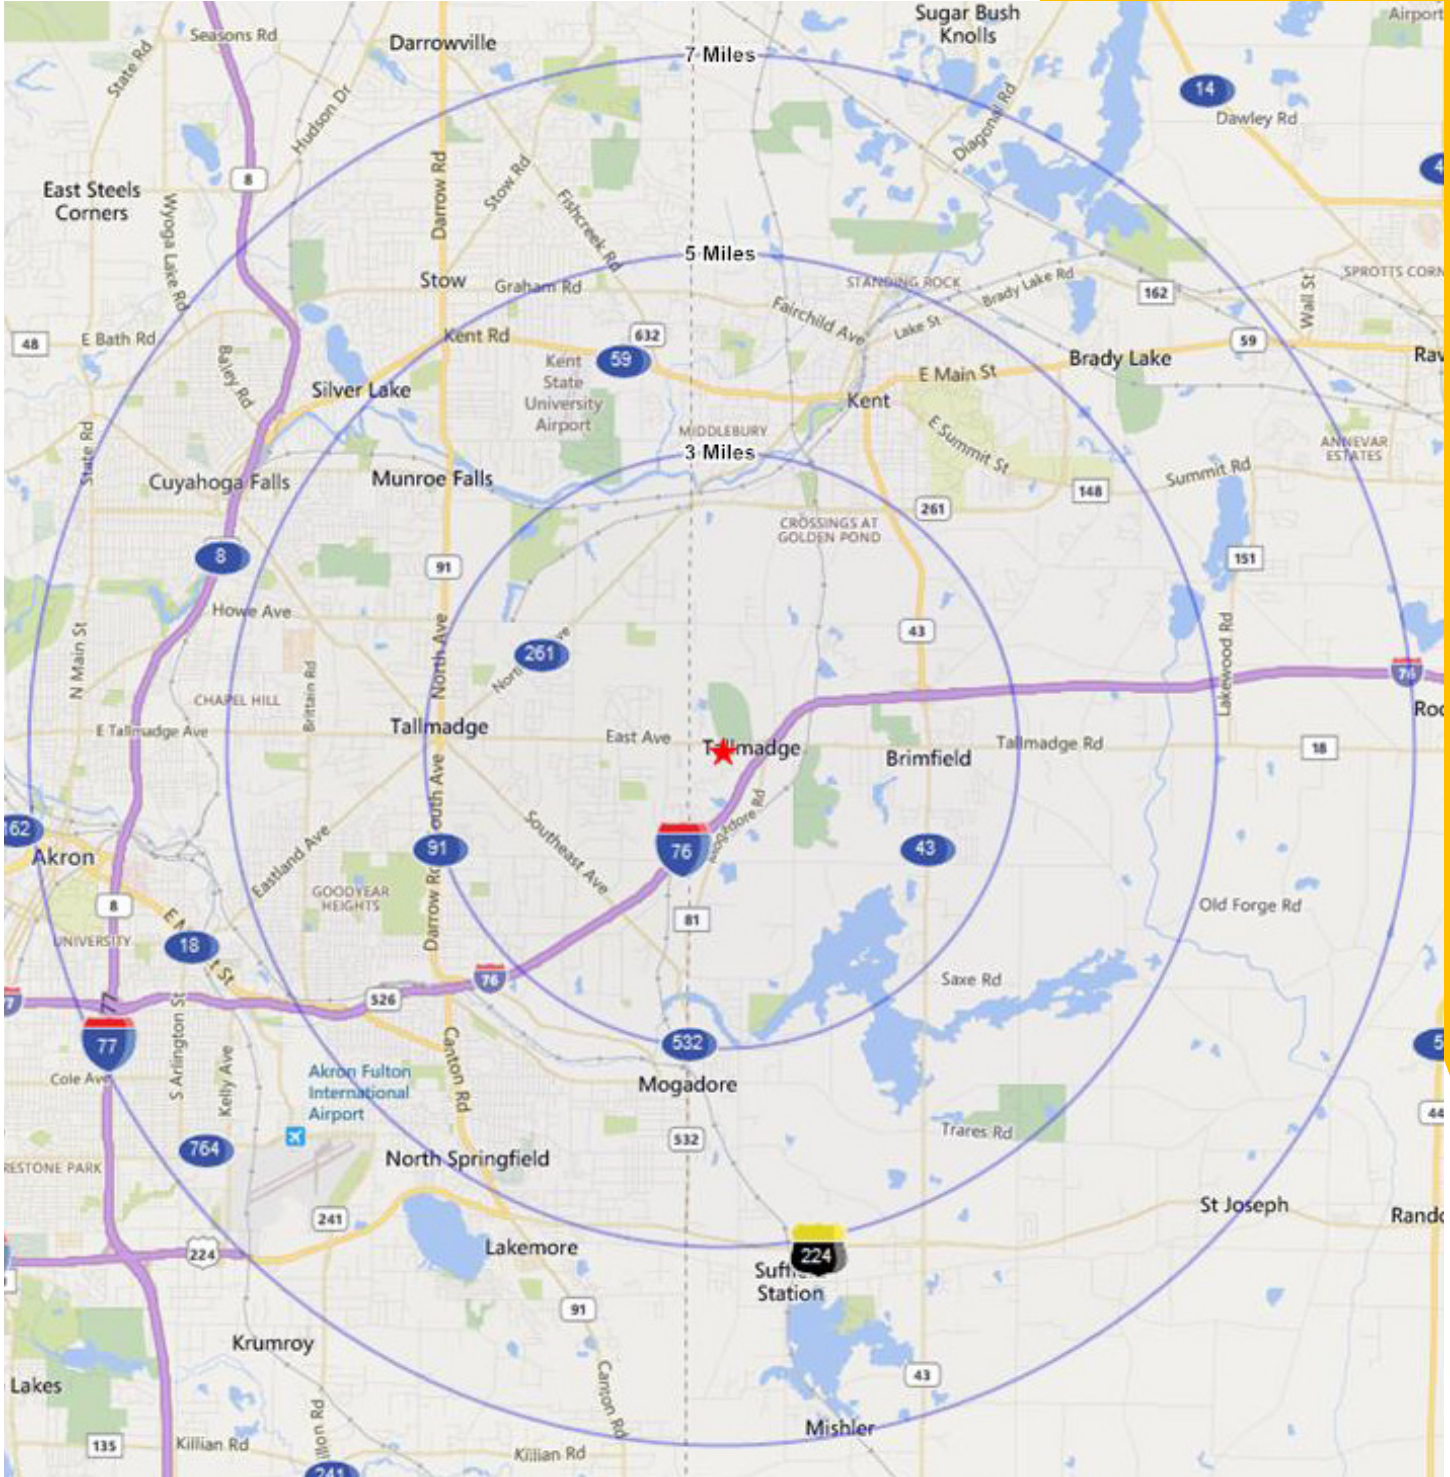 Sugar Bush
Knolls
Airport
Seasons Rd
Darrowville
State Rd
7 Miles
14
Dawley Rd
Hudson Dr
Diagonal Rd
8
Darrow Rd
Stow Rd
East Steels
Corners
Wyoga Lake Rd
Fishcreek Rd
5 Miles
Stow
Graham Rd
STANDING ROCK
Brady Lake Rd
162
Wall St
SPROTTS CORN
Fairchild Ave
Lake St
48
E Bath Rd
Kent Rd
632
59
59
Brady Lake
Baley Rd
Kent
State
University
Airport
E Main St
Silver Lake
Kent
MIDDLEBURY
E Summit St
ANNEVAR
ESTATES
3 Miles
State Rd
Cuyahoga Falls
Munroe Falls
Summit Rd
148
261
CROSSINGS AT
GOLDEN POND
8
91
151
Howe Ave
43
N Main St
North Ave
261
Lakewood Rd
Brittain Rd
76
CHAPEL HILL
E Tallmadge Ave
Tallmadge
East Ave
Tallmadge
Brimfield
Tallmadge Rd
18
South Ave
Mogadore Rd
Southeast Ave
Eastland Ave
91
76
43
Akron
GOODYEAR
HEIGHTS
8
81
Old Forge Rd
UNIVERSITY
18
Darrow Rd
76
Saxe Rd
526
77
77
S Arlington St
Canton Rd
532
Cole Ave
Kelly Ave
Akron Fulton
International
Airport
Mogadore
44
532
Trares Rd
764
North Springfield
RESTONE PARK
241
St Joseph
224
Lakemore
224
Station
91
Krumroy
43
Lakes
Canton Rd
Mishler
135
Killian Rd
Killian Rd
241